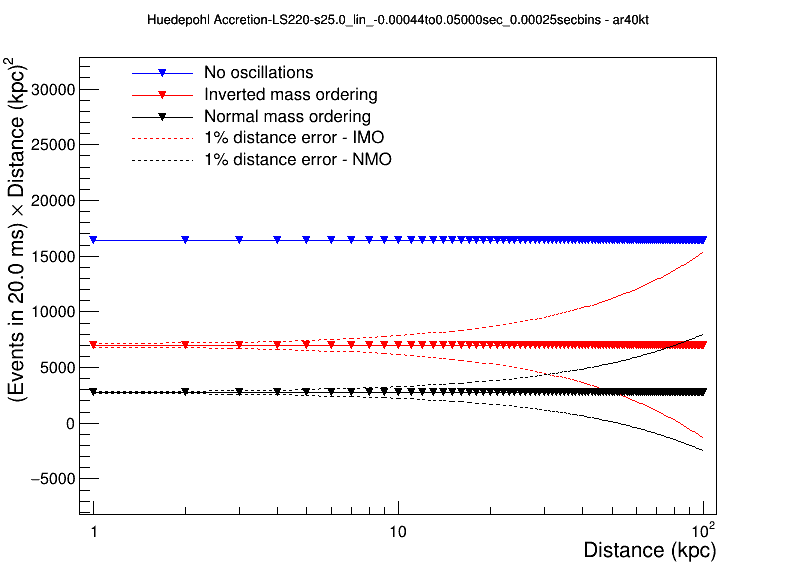 Huedepohl Accretion-LS220-s25.0_lin_-0.00044to0.05000sec_0.00025secbins - ar40kt
(Events in 20.0 ms) × Distance (kpc)²
No oscillations
Inverted mass ordering
Normal mass ordering
1% distance error - IMO
1% distance error - NMO
30000
25000
20000
15000
10000
5000
0
−5000
1
10
10²
Distance (kpc)